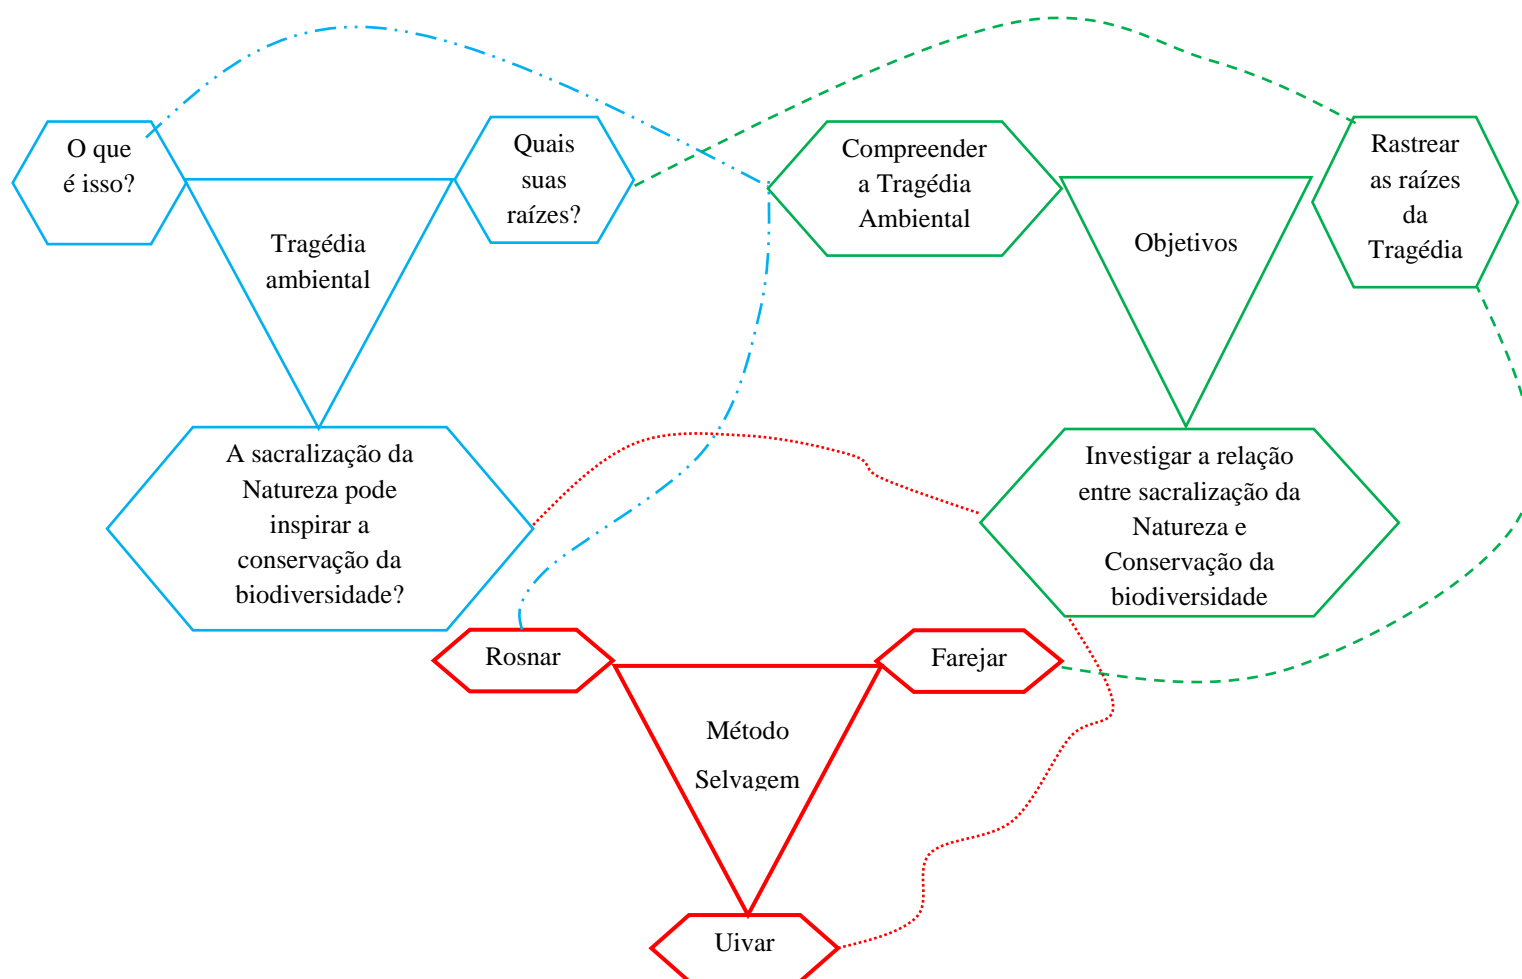 O que
é isso?
Quais
suas
raízes?
Tragédia
ambiental
A sacralização da
Natureza pode
inspirar a
conservação da
biodiversidade?
Compreender
a Tragédia
Ambiental
Rastrear
as raízes
da
Tragédia
Objetivos
Investigar a relação
entre sacralização da
Natureza e
Conservação da
biodiversidade
Rosnar
Farejar
Método
Selvagem
Uivar